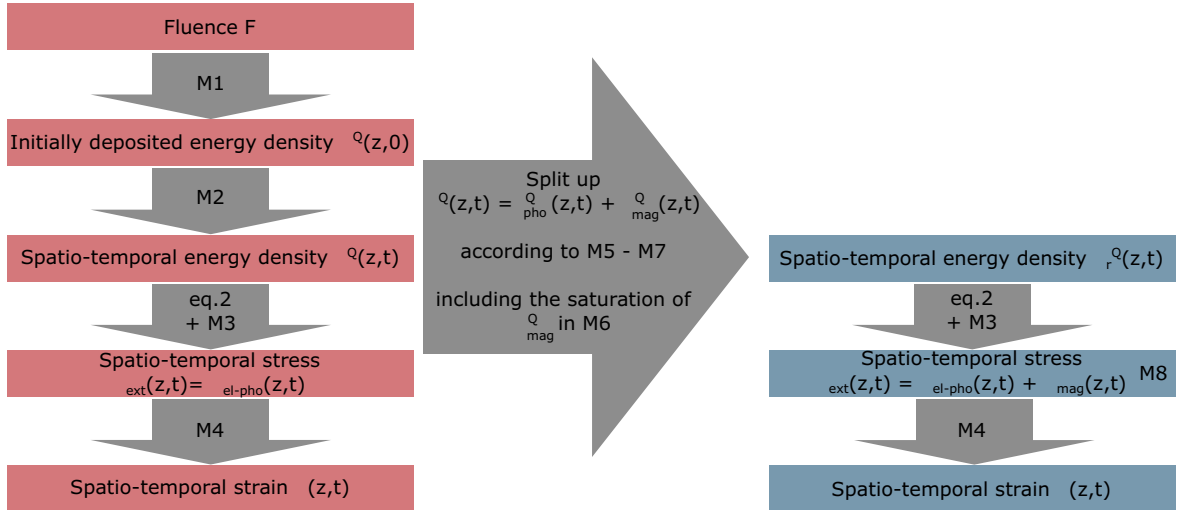 Fluence F
M1
Initially deposited energy density Q(z,0)
M2
Spatio-temporal energy density Q(z,t)
eq.2
+ M3
Spatio-temporal stress
ext(z,t)= el-pho(z,t)
M4
Spatio-temporal strain (z,t)
Split up
Q(z,t) = Q pho (z,t) + Q mag(z,t)
according to M5 - M7
including the saturation of
Q mag in M6
Spatio-temporal energy density r Q(z,t)
eq.2
+ M3
Spatio-temporal stress
ext(z,t) = el-pho(z,t) + mag(z,t) M8
M4
Spatio-temporal strain (z,t)